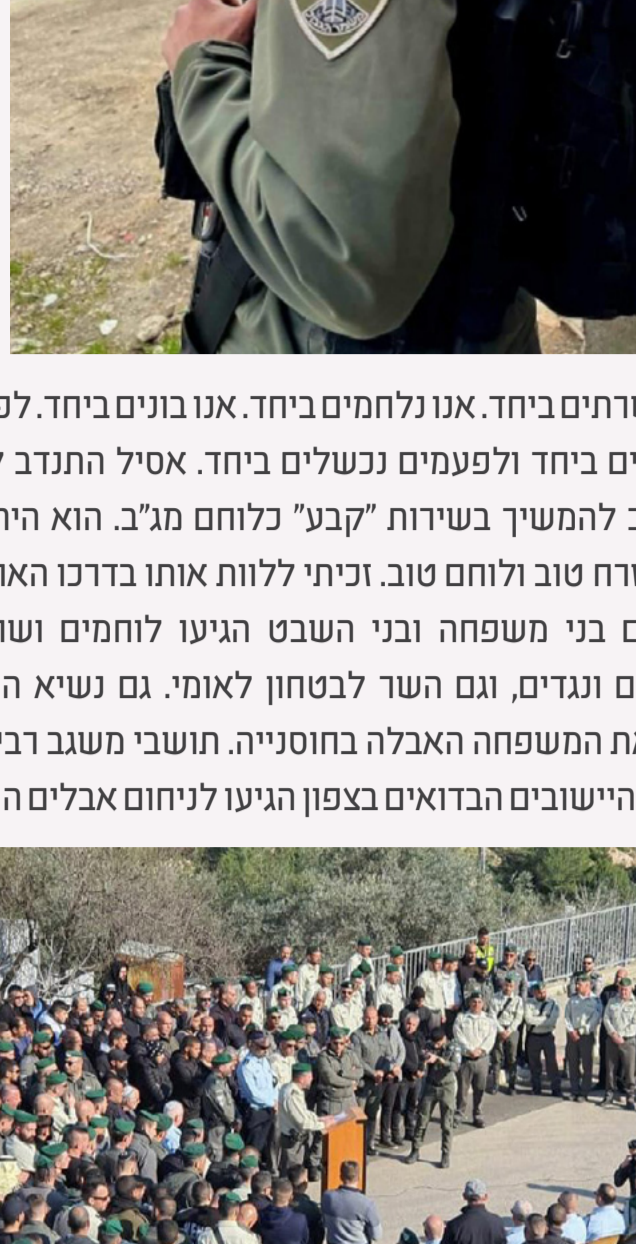 משמר הגבול
ביחד. אנו נלחמים ביחד. אנו בונים ביחד.
ביחד ולפעמים נכשלים ביחד. אסיל התנדב
להמשיך בשירות "קבע" כלוחם מג"ב. הוא
טוב ולוחם טוב. זכיתי ללוות אותו בדרכו
בני משפחה ובני השבט הגיעו לוחמים
ונגדים, וגם השר לבטחון לאומי. גם נשיא
המשפחה האבלה בחוסנייה. תושבי משגב
היישובים הבדואים בצפון הגיעו לניחום אבלים